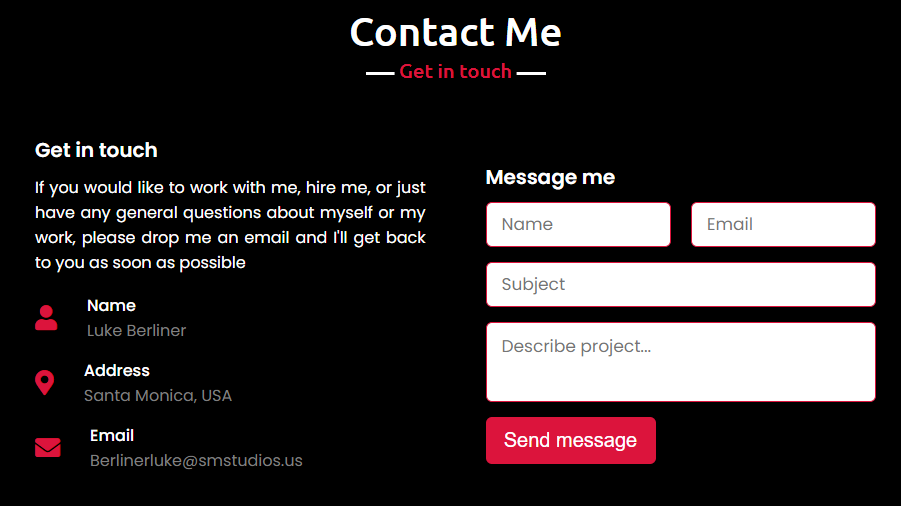 Contact Me
Get in touch
Get in touch
If you would like to work with me, hire me, or just
have any general questions about myself or my
work, please drop me an email and I'll get back
to you as soon as possible
Name
Luke Berliner
Address
Santa Monica, USA
Email
Berlinerluke@smstudios.us
Message me
Name
Email
Subject
Describe project...
Send message